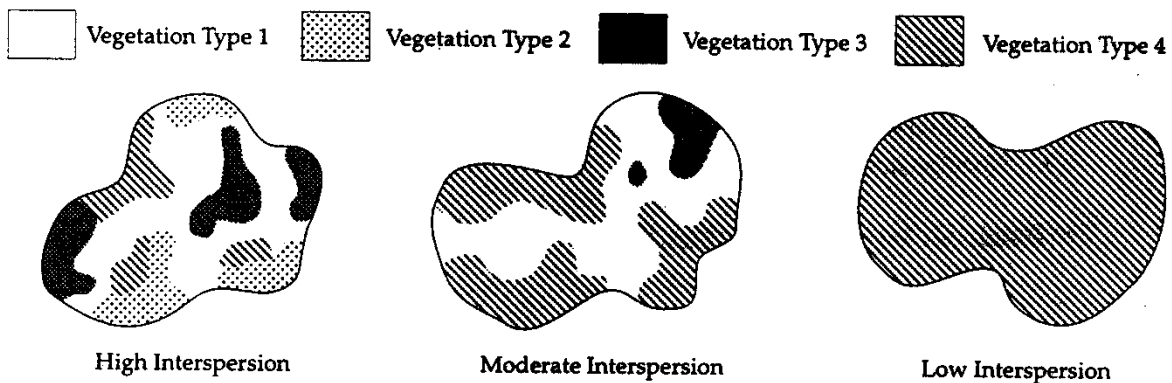 Vegetation Type 1 Vegetation Type 2 Vegetation Type 3 Vegetation Type 4
High Interspersion Moderate Interspersion Low Interspersion